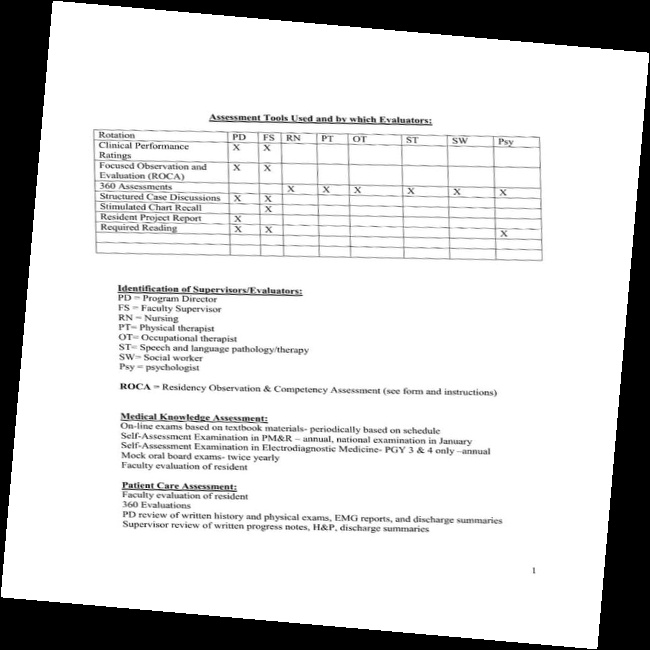 Assessment Tools Used and by which Evaluators:
Rotation PD FS RN PT OT ST SW Psy
Clinical Performance
Ratings X X
Focused Observation and
Evaluation (ROCA) X X
360 Assessments X X X X X X
Structured Case Discussions X X
Stimulated Chart Recall X
Resident Project Report X
Required Reading X X X
Identification of Supervisors/Evaluators:
PD = Program Director
FS = Faculty Supervisor
RN = Nursing
PT= Physical therapist
OT= Occupational therapist
ST= Speech and language pathology/therapy
SW= Social worker
Psy = psychologist
ROCA = Residency Observation & Competency Assessment (see form and instructions)
Medical Knowledge Assessment:
On-line exams based on textbook materials- periodically based on schedule
Self-Assessment Examination in PM&R – annual, national examination in January
Self-Assessment Examination in Electrodiagnostic Medicine- PGY 3 & 4 only –annual
Mock oral board exams- twice yearly
Faculty evaluation of resident
Patient Care Assessment:
Faculty evaluation of resident
360 Evaluations
PD review of written history and physical exams, EMG reports, and discharge summaries
Supervisor review of written progress notes, H&P, discharge summaries
1